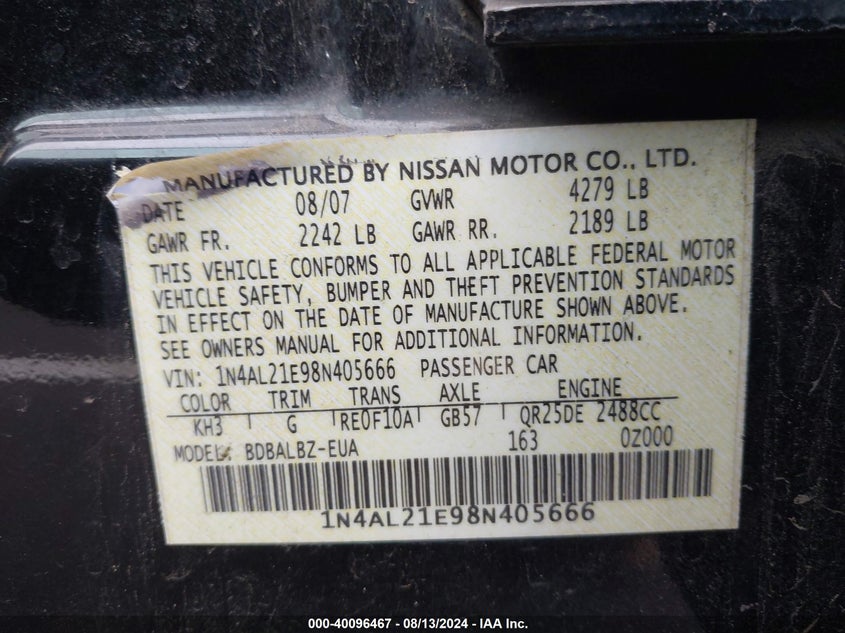 MANUFACTURED BY NISSAN MOTOR CO., LTD.
DATE 08/07 GVWR 4279 LB
GAWR FR. 2242 LB GAWR RR. 2189 LB
THIS VEHICLE CONFORMS TO ALL APPLICABLE FEDERAL MOTOR
VEHICLE SAFETY, BUMPER AND THEFT PREVENTION STANDARDS
IN EFFECT ON THE DATE OF MANUFACTURE SHOWN ABOVE.
SEE OWNERS MANUAL FOR ADDITIONAL INFORMATION.
VIN: 1N4AL21E98N405666 PASSENGER CAR
COLOR TRIM TRANS AXLE ENGINE
KH3 G RE0F10A GB57 QR25DE 2488CC
MODEL: BDBALBZ-EUA 163 0Z000
1N4AL21E98N405666
000-40096467 - 08/13/2024 - IAA Inc.